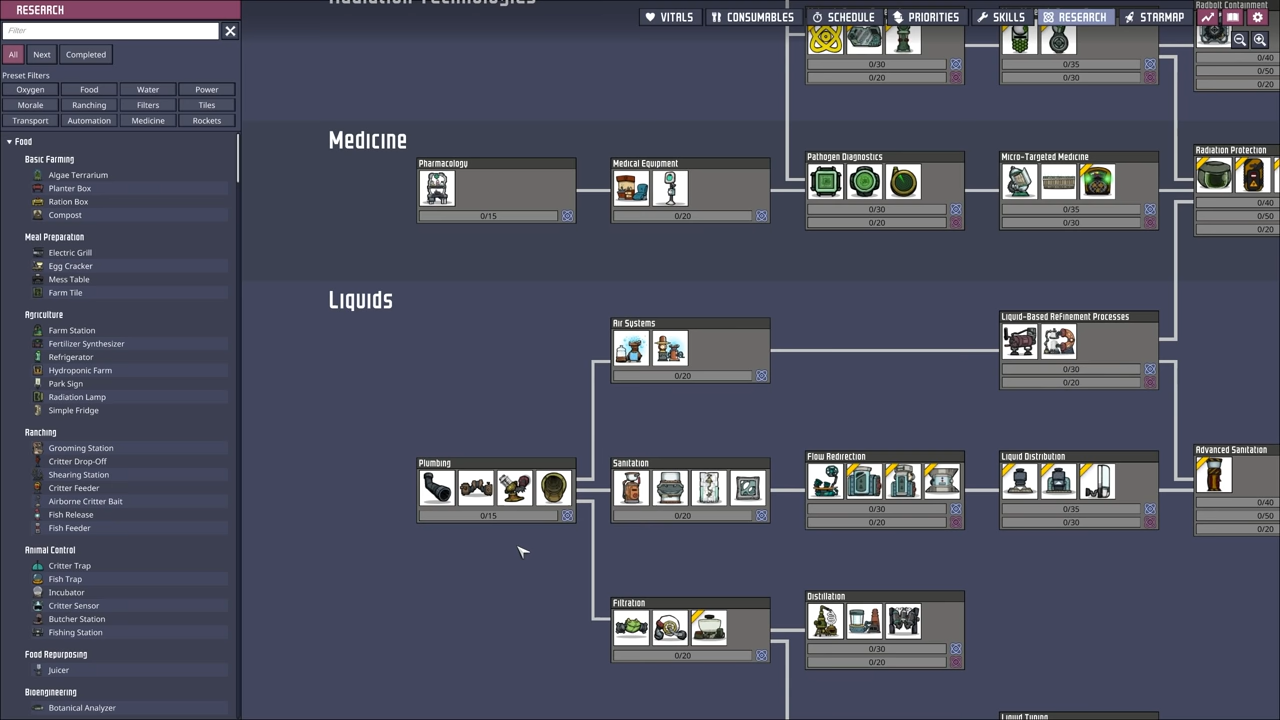 RESEARCH
VITALS
CONSUMABLES
SCHEDULE
PRIORITIES
SKILLS
RESEARCH
STARMAP
Radbolt Containment
Filter
All
Next
Completed
Preset Filters
Oxygen
Food
Water
Power
Morale
Ranching
Filters
Tiles
Transport
Automation
Medicine
Rockets
Food
Basic Farming
Algae Terrarium
Planter Box
Ration Box
Compost
Meal Preparation
Electric Grill
Egg Cracker
Mess Table
Farm Tile
Agriculture
Farm Station
Fertilizer Synthesizer
Refrigerator
Hydroponic Farm
Park Sign
Radiation Lamp
Simple Fridge
Ranching
Grooming Station
Critter Drop-Off
Shearing Station
Critter Feeder
Airborne Critter Bait
Fish Release
Fish Feeder
Animal Control
Critter Trap
Fish Trap
Incubator
Critter Sensor
Butcher Station
Fishing Station
Food Repurposing
Juicer
Bioengineering
Botanical Analyzer
Radiation Technologies
0/30
0/20
0/35
0/30
0/40
0/50
0/20
Medicine
Pharmacology
0/15
Medical Equipment
0/20
Pathogen Diagnostics
0/30
0/20
Micro-Targeted Medicine
0/35
0/30
Radiation Protection
0/40
0/50
0/20
Liquids
Air Systems
0/20
Liquid-Based Refinement Processes
0/30
0/20
Plumbing
0/15
Sanitation
0/20
Flow Redirection
0/30
0/20
Liquid Distribution
0/35
0/30
Advanced Sanitation
0/40
0/50
0/20
Filtration
0/20
Distillation
0/30
0/20
Liquid Tuning